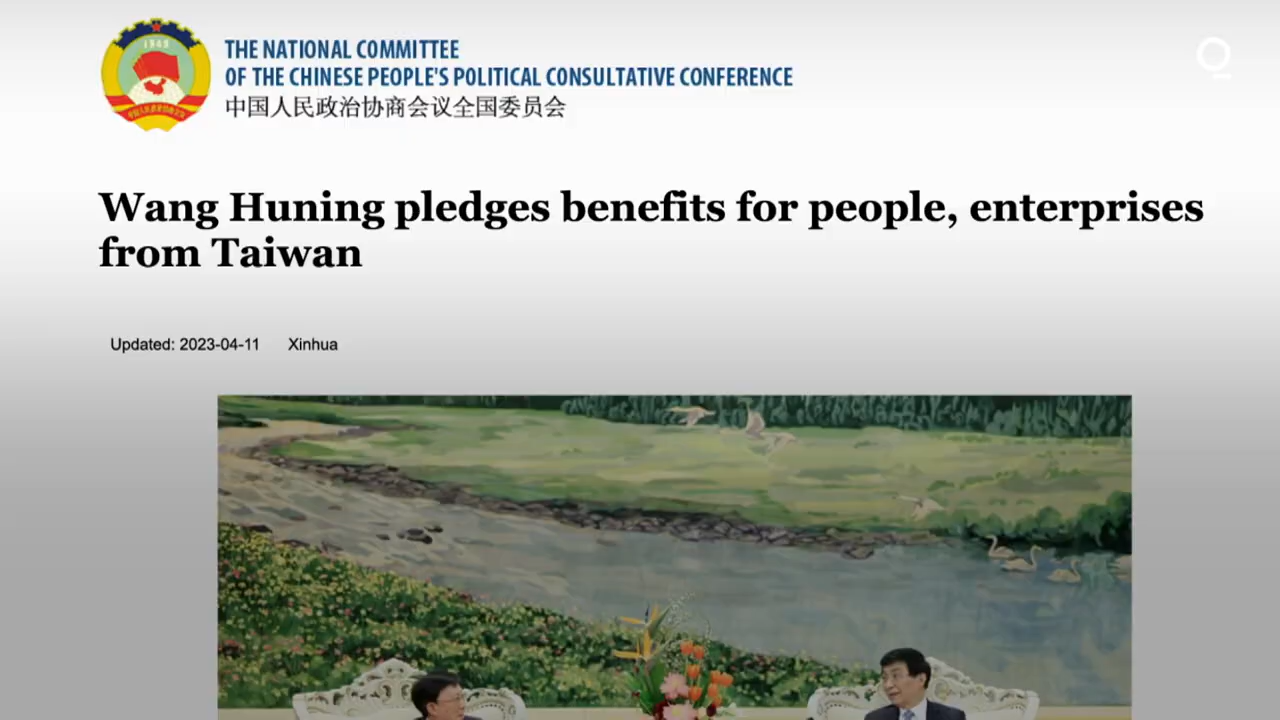 THE NATIONAL COMMITTEE
OF THE CHINESE PEOPLE'S POLITICAL CONSULTATIVE CONFERENCE
中国人民政治协商会议全国委员会
1949
Wang Huning pledges benefits for people, enterprises
from Taiwan
Updated: 2023-04-11 Xinhua